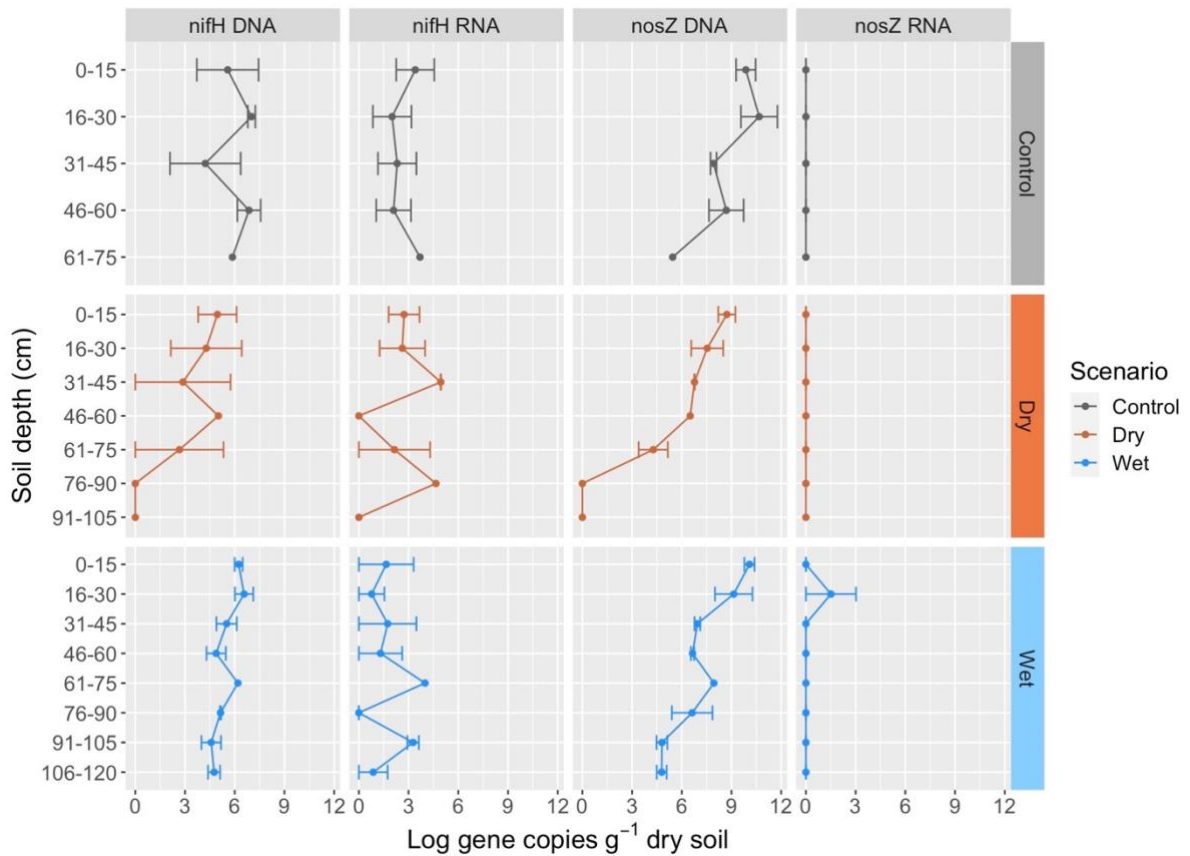 nifH DNA nifH RNA nosZ DNA nosZ RNA
Soil depth (cm)
0-15
16-30
31-45
46-60
61-75
Control
0-15
16-30
31-45
46-60
61-75
76-90
91-105
Dry
0-15
16-30
31-45
46-60
61-75
76-90
91-105
106-120
Wet
0 3 6 9 12 0 3 6 9 12 0 3 6 9 12 0 3 6 9 12
Log gene copies g⁻¹ dry soil
Scenario
Control
Dry
Wet